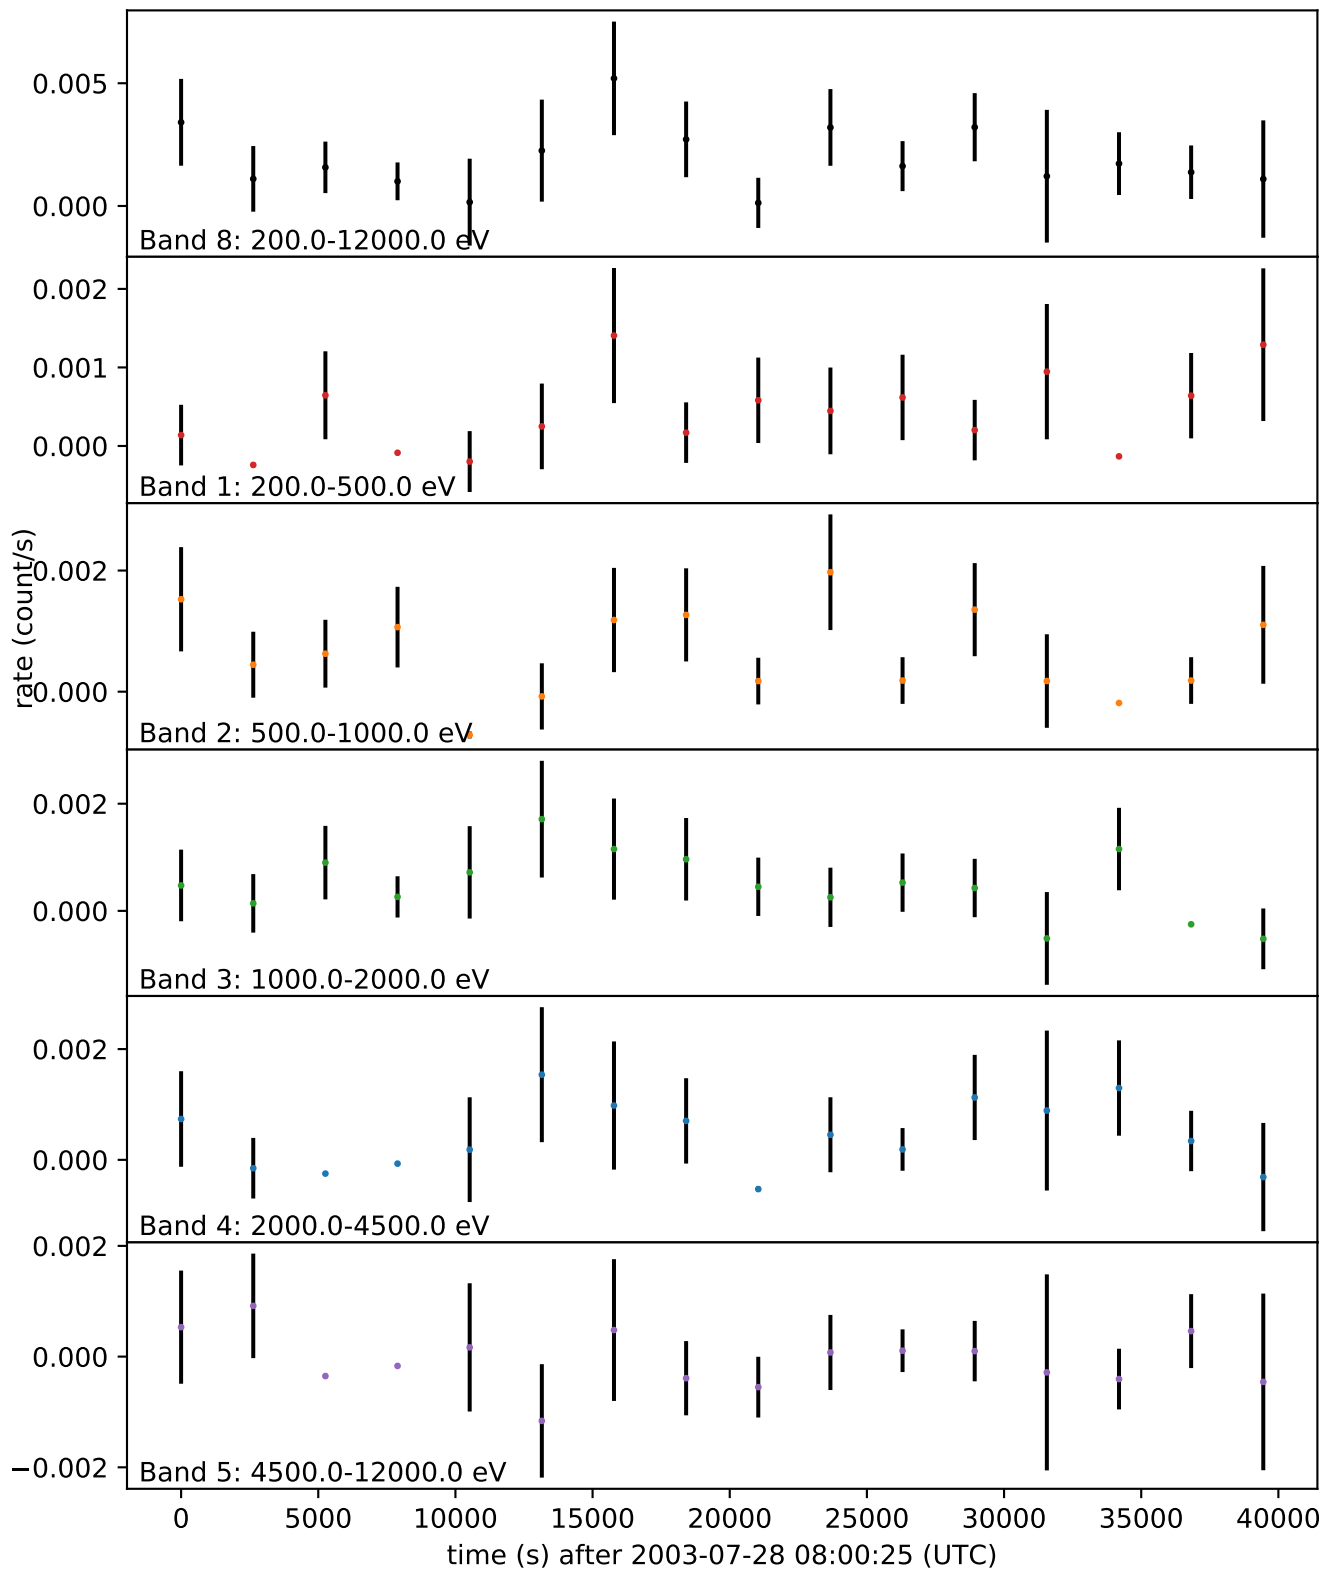 0.005
0.000
Band 8: 200.0-12000.0 eV
0.002
0.001
0.000
Band 1: 200.0-500.0 eV
rate (count/s)
0.002
0.000
Band 2: 500.0-1000.0 eV
0.002
0.000
Band 3: 1000.0-2000.0 eV
0.002
0.000
Band 4: 2000.0-4500.0 eV
0.002
0.000
−0.002
Band 5: 4500.0-12000.0 eV
0 5000 10000 15000 20000 25000 30000 35000 40000
time (s) after 2003-07-28 08:00:25 (UTC)